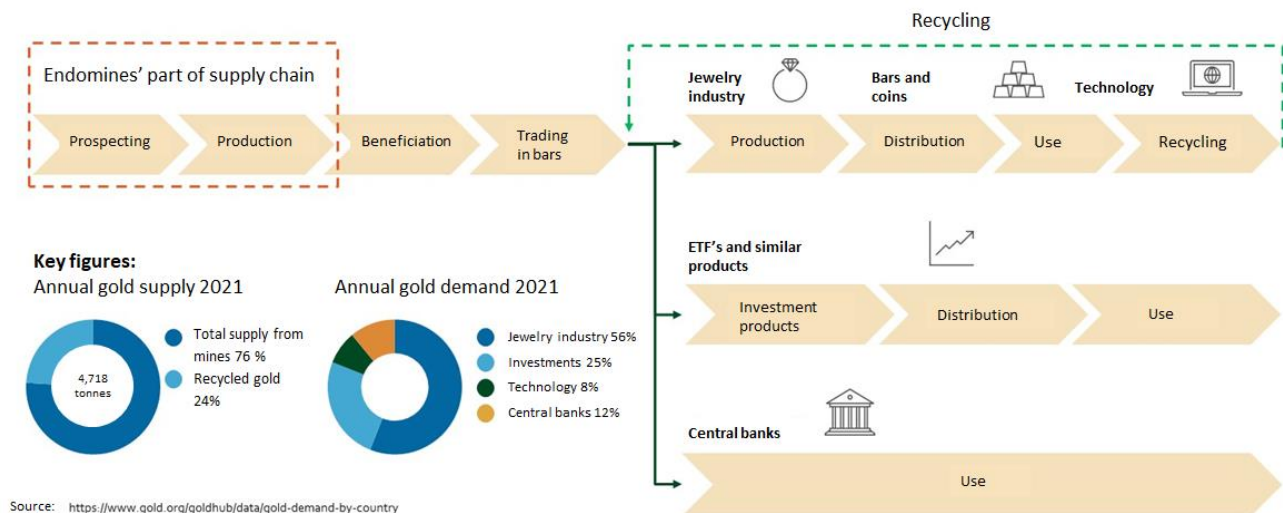 Recycling
Endomines’ part of supply chain
Jewelry
industry
Bars and
coins
Technology
Prospecting
Production
Beneficiation
Trading
in bars
Production
Distribution
Use
Recycling
ETF's and similar
products
Investment
products
Distribution
Use
Key figures:
Annual gold supply 2021
4,718
tonnes
Total supply from
mines 76 %
Recycled gold
24%
Annual gold demand 2021
Jewelry industry 56%
Investments 25%
Technology 8%
Central banks 12%
Central banks
Use
Source: https://www.gold.org/goldhub/data/gold-demand-by-country